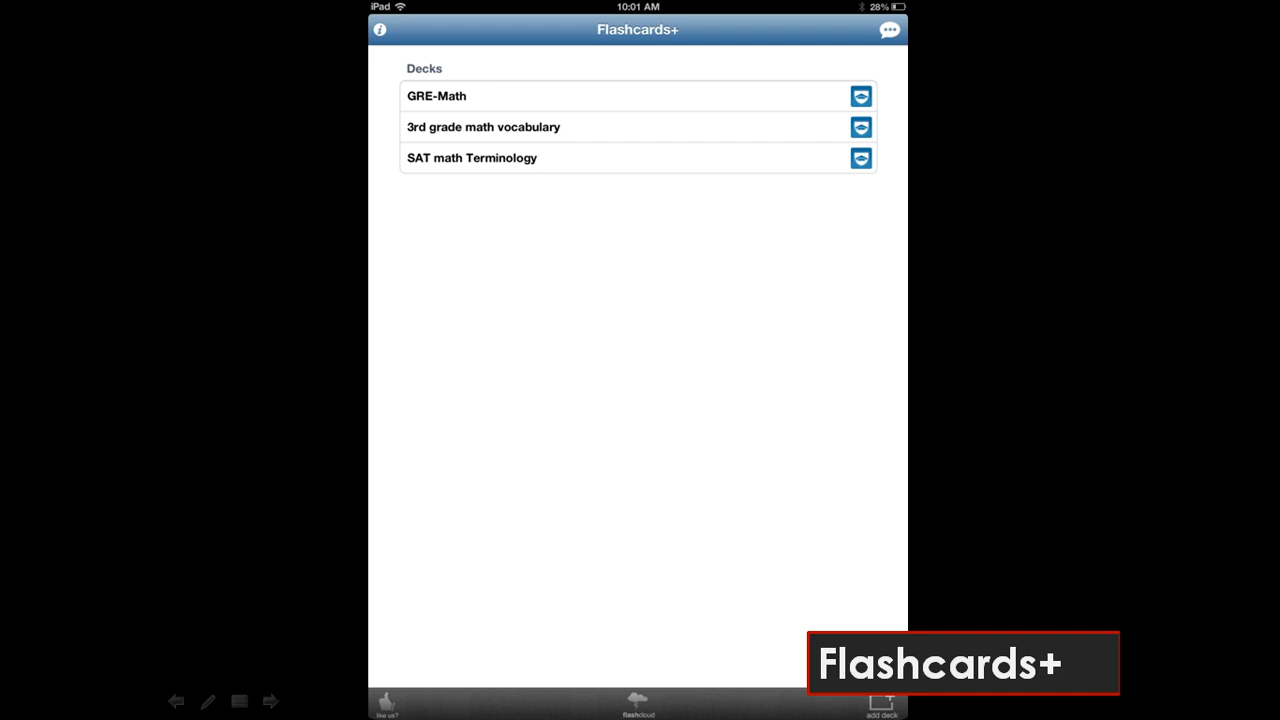 iPad 10:01 AM 28%
Flashcards+
Decks
GRE-Math
3rd grade math vocabulary
SAT math Terminology
Flashcards+
like us? flashcloud add deck